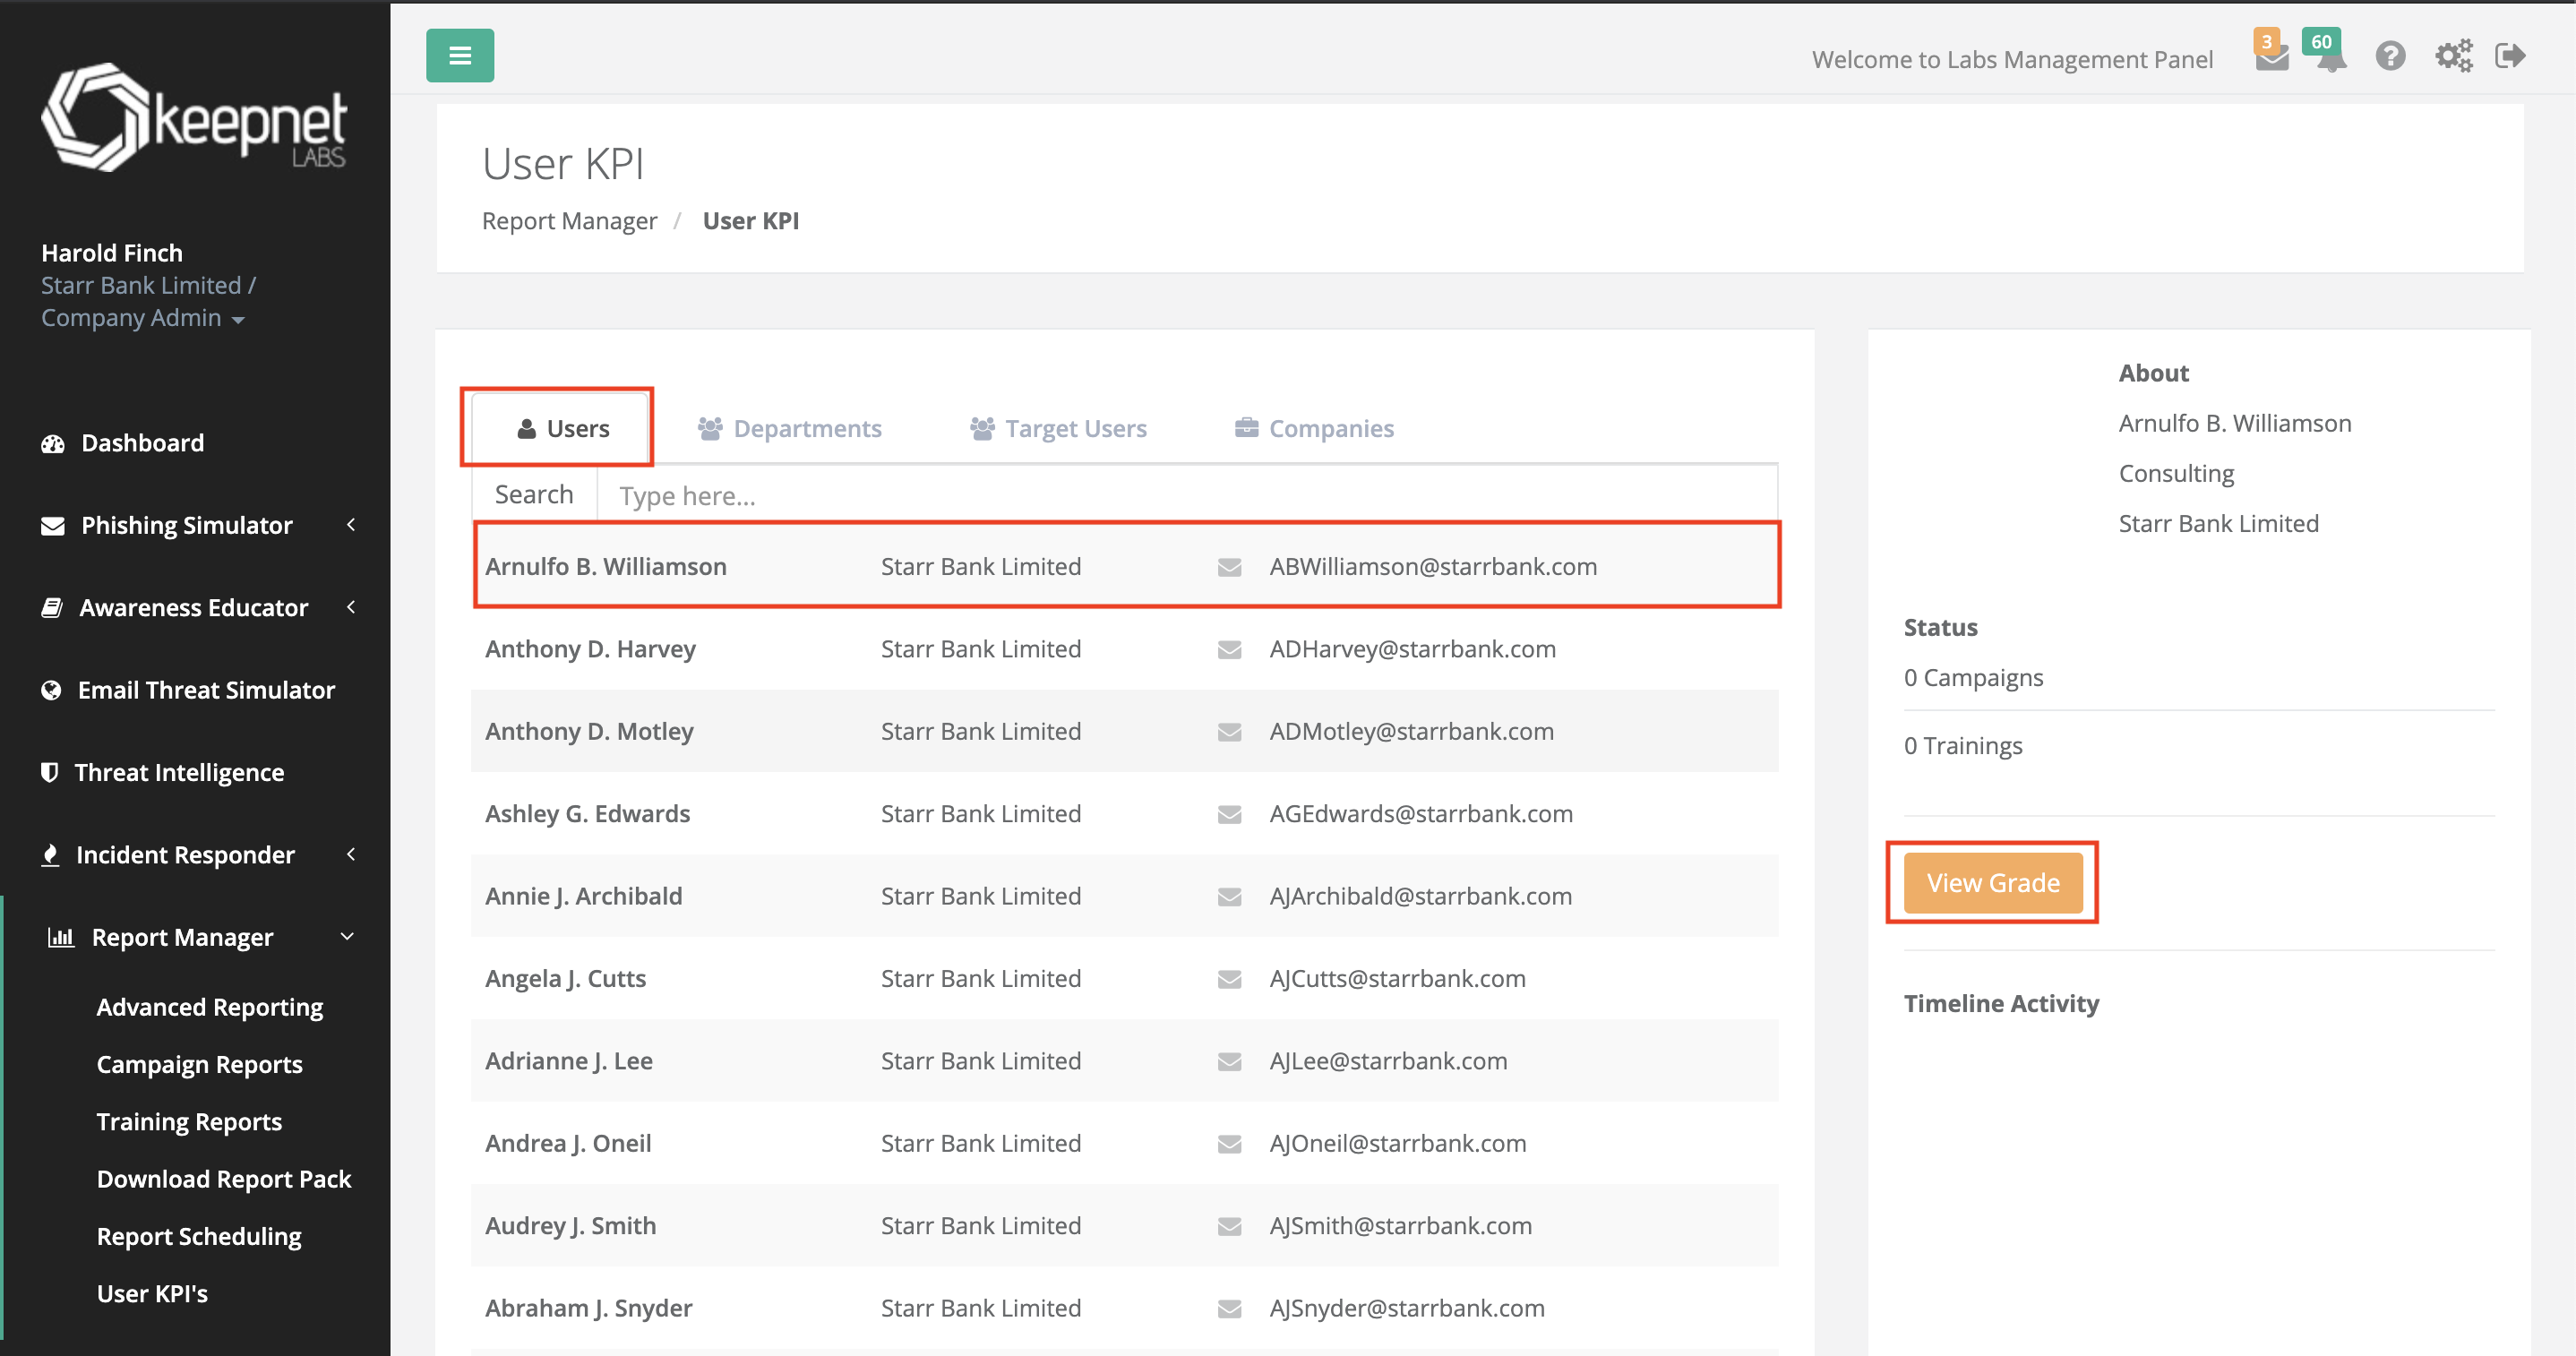 keepnet
LABS
Harold Finch
Starr Bank Limited /
Company Admin
Dashboard
Phishing Simulator
Awareness Educator
Email Threat Simulator
Threat Intelligence
Incident Responder
Report Manager
Advanced Reporting
Campaign Reports
Training Reports
Download Report Pack
Report Scheduling
User KPI's
Welcome to Labs Management Panel 3 60
User KPI
Report Manager / User KPI
Users Departments Target Users Companies
Search Type here...
Arnulfo B. Williamson Starr Bank Limited ABWilliamson@starrbank.com
Anthony D. Harvey Starr Bank Limited ADHarvey@starrbank.com
Anthony D. Motley Starr Bank Limited ADMotley@starrbank.com
Ashley G. Edwards Starr Bank Limited AGEdwards@starrbank.com
Annie J. Archibald Starr Bank Limited AJArchibald@starrbank.com
Angela J. Cutts Starr Bank Limited AJCutts@starrbank.com
Adrianne J. Lee Starr Bank Limited AJLee@starrbank.com
Andrea J. Oneil Starr Bank Limited AJOneil@starrbank.com
Audrey J. Smith Starr Bank Limited AJSmith@starrbank.com
Abraham J. Snyder Starr Bank Limited AJSnyder@starrbank.com
About
Arnulfo B. Williamson
Consulting
Starr Bank Limited
Status
0 Campaigns
0 Trainings
View Grade
Timeline Activity